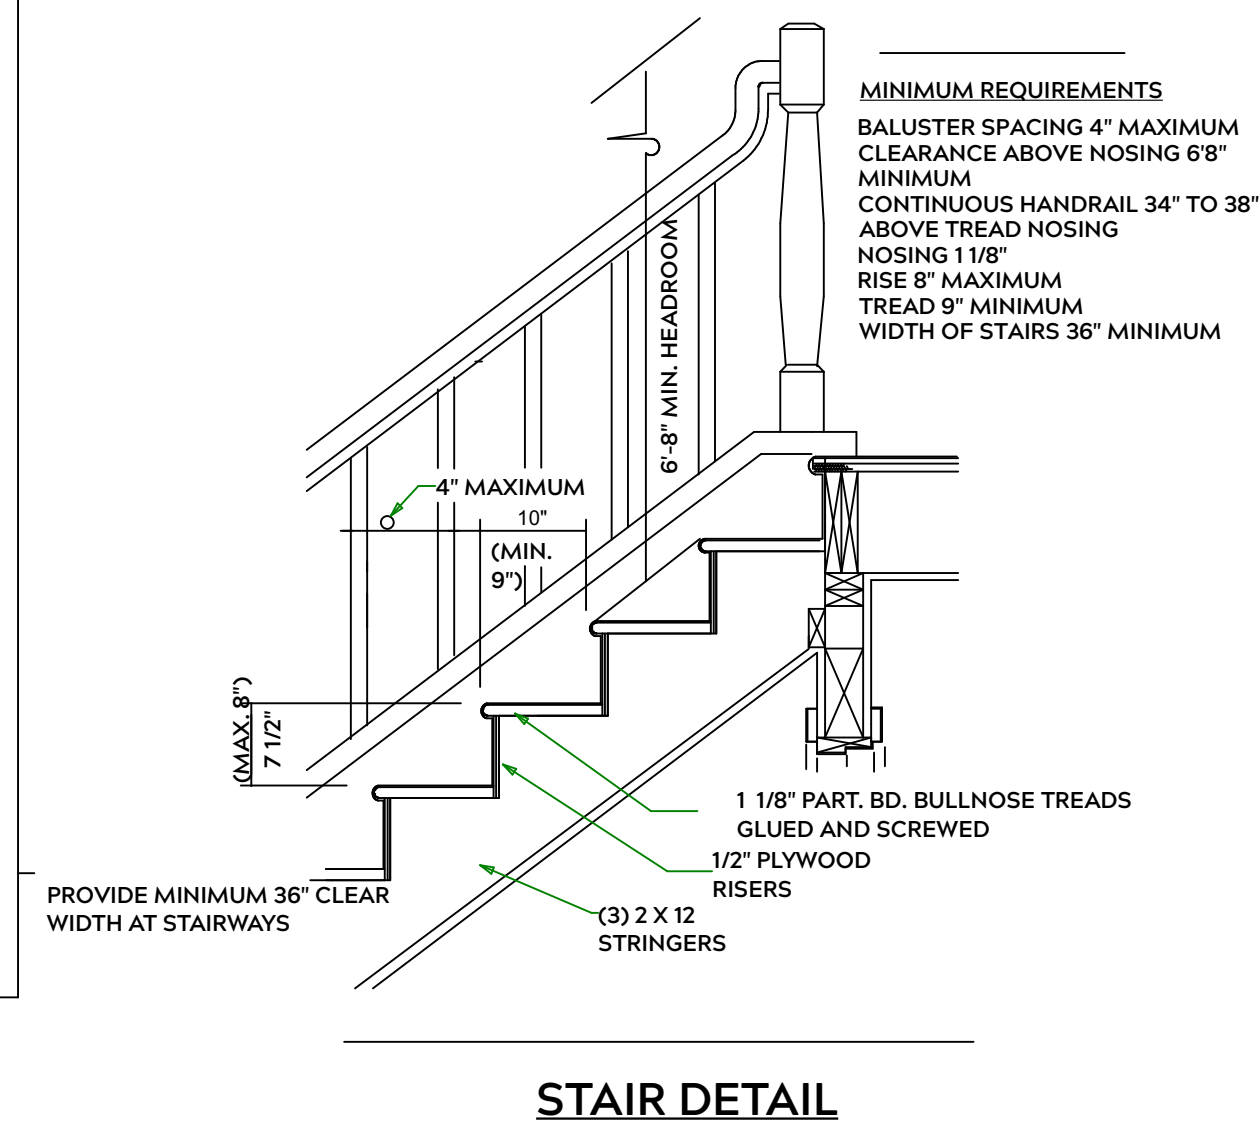 MINIMUM REQUIREMENTS
BALUSTER SPACING 4" MAXIMUM
CLEARANCE ABOVE NOSING 6'8"
MINIMUM
CONTINUOUS HANDRAIL 34" TO 38"
ABOVE TREAD NOSING
NOSING 1 1/8"
RISE 8" MAXIMUM
TREAD 9" MINIMUM
WIDTH OF STAIRS 36" MINIMUM
6'-8" MIN. HEADROOM
4" MAXIMUM
10"
(MIN.
9")
(MAX. 8")
7 1/2"
1 1/8" PART. BD. BULLNOSE TREADS
GLUED AND SCREWED
1/2" PLYWOOD
RISERS
(3) 2 X 12
STRINGERS
PROVIDE MINIMUM 36" CLEAR
WIDTH AT STAIRWAYS
STAIR DETAIL